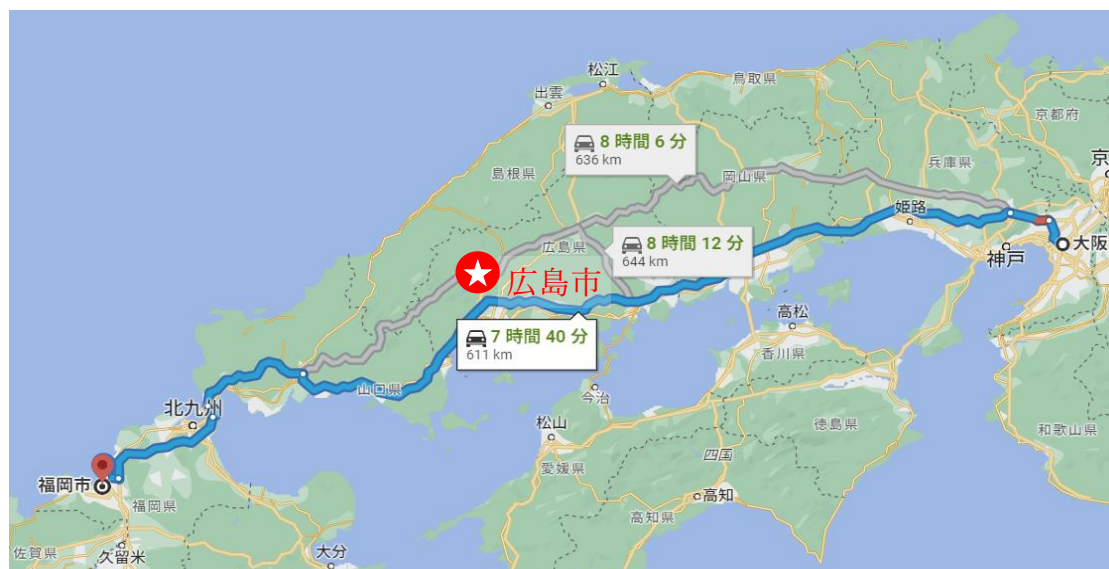 松江
鳥取県
出雲
京都府
8 時間 6 分
636 km
兵庫県
京
島根県
岡山県
姫路
広島県
8 時間 12 分
644 km
大阪
神戸
広島市
高松
7 時間 40 分
611 km
香川県
山口県
今治
北九州
松山
徳島県
和歌山県
四国
愛媛県
福岡市
高知
福岡県
高知県
佐賀県
久留米
大分